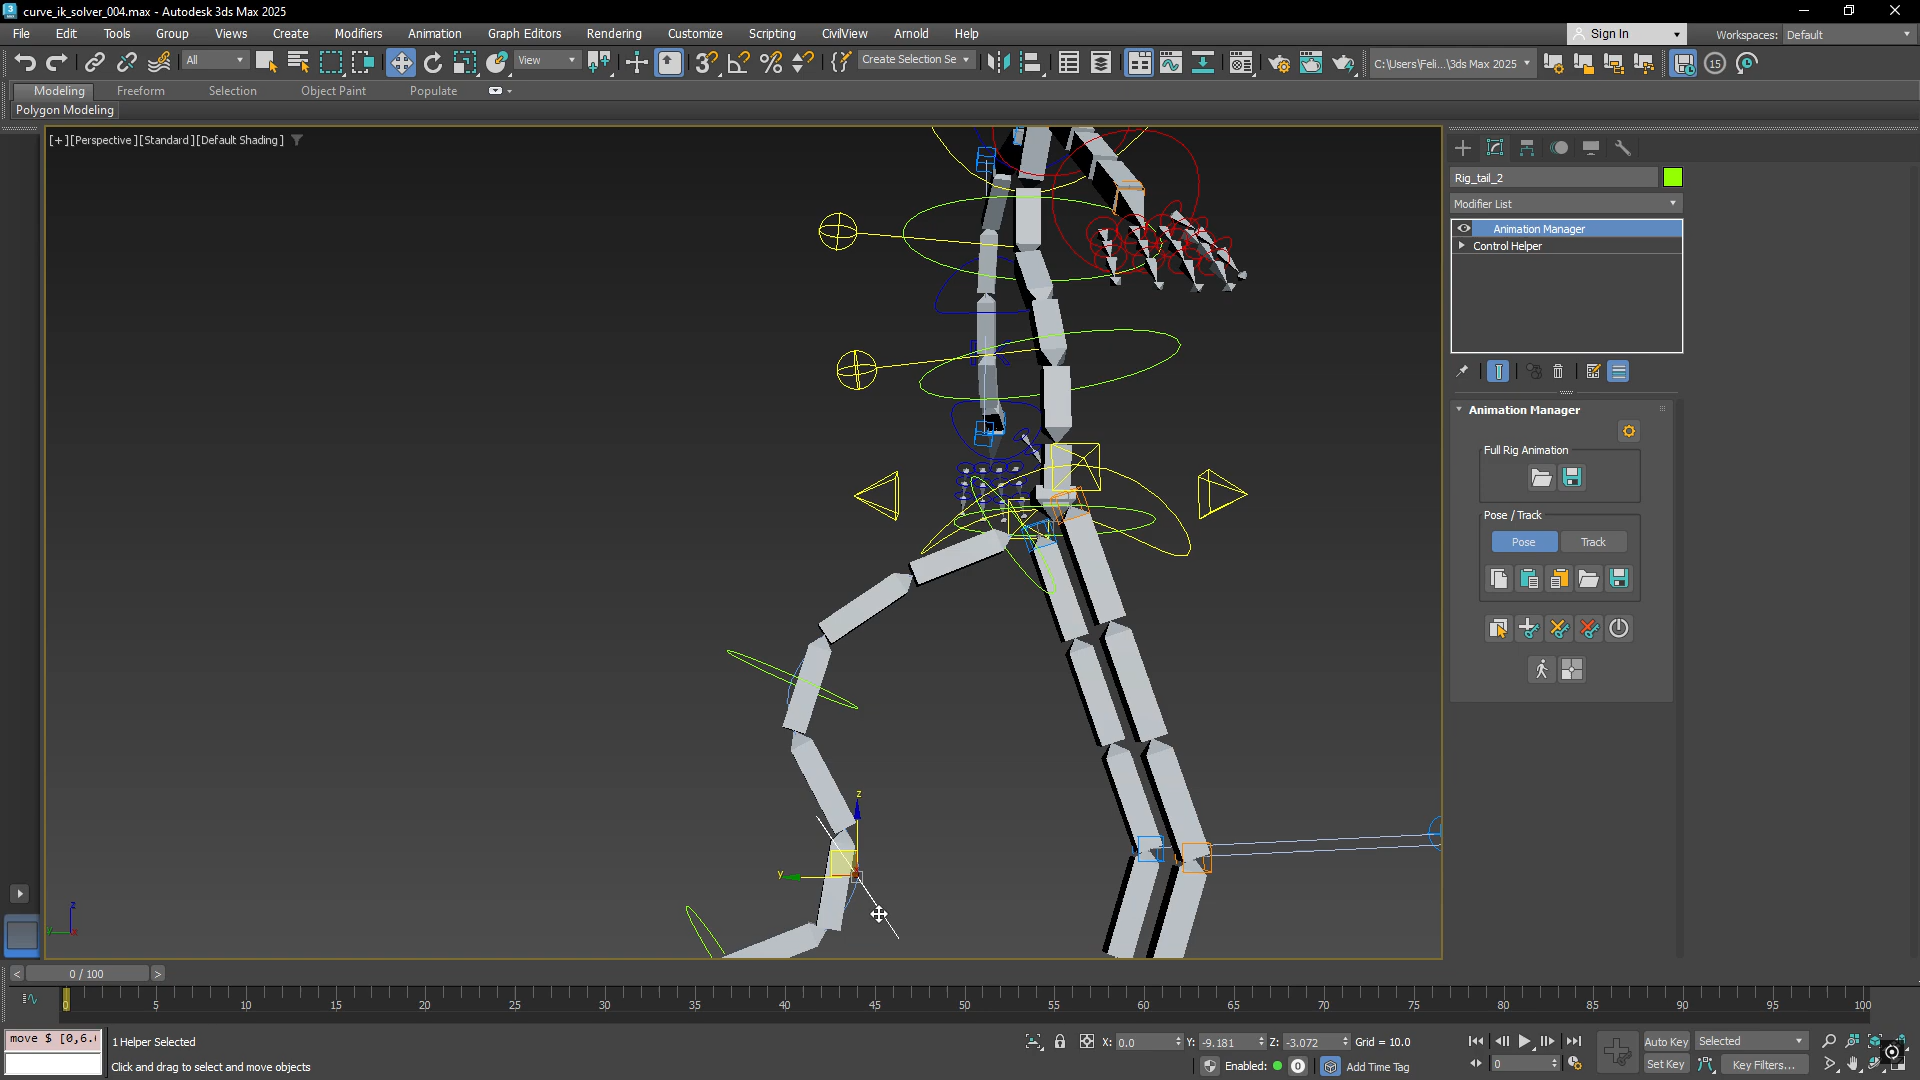 curve_ik_solver_004.max - Autodesk 3ds Max 2025
File Edit Tools Group Views Create Modifiers Animation Graph Editors Rendering Customize Scripting CivilView Arnold Help
Sign In
Workspaces: Default
All
View
Create Selection Se
C:\Users\Feli...\3ds Max 2025
15
Modeling Freeform Selection Object Paint Populate
Polygon Modeling
[+][Perspective][Standard][Default Shading]
Rig_tail_2
Modifier List
Animation Manager
Control Helper
Animation Manager
Full Rig Animation
Pose / Track
Pose Track
z
y
z
y
x
< 0 / 100 >
0 5 10 15 20 25 30 35 40 45 50 55 60 65 70 75 80 85 90 95 100
move $ [0,6.
1 Helper Selected
Click and drag to select and move objects
X: 0.0 Y: -9.181 Z: -3.072 Grid = 10.0
Enabled: 0 Add Time Tag
Auto Key Selected
0
Set Key Key Filters...